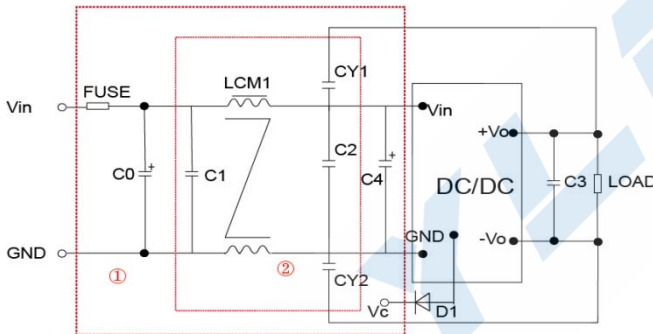 CY1
FUSE
LCM1
Vin
Vin
+Vo
C0
+
C1
C2
+
C4
DC/DC
C3
LOAD
GND
GND
-Vo
①
②
CY2
Vc
D1